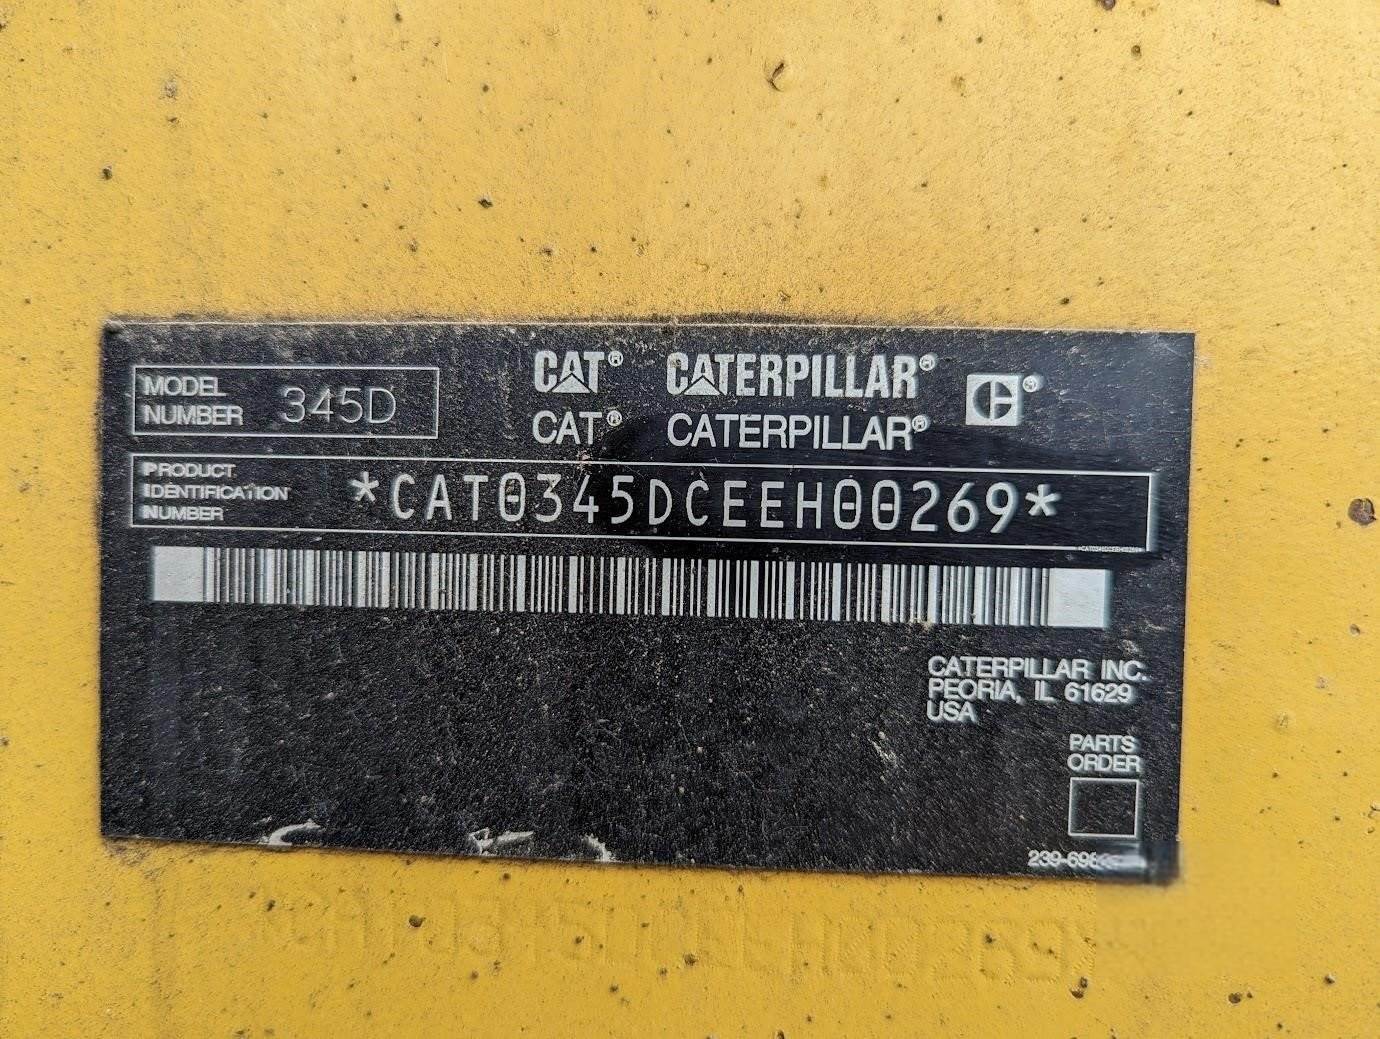 MODEL NUMBER 345D
CAT® CATERPILLAR®
CAT® CATERPILLAR®
PRODUCT
IDENTIFICATION
NUMBER
*CAT0345DCEEH00269*
CATERPILLAR INC.
PEORIA, IL 61629
USA
PARTS
ORDER